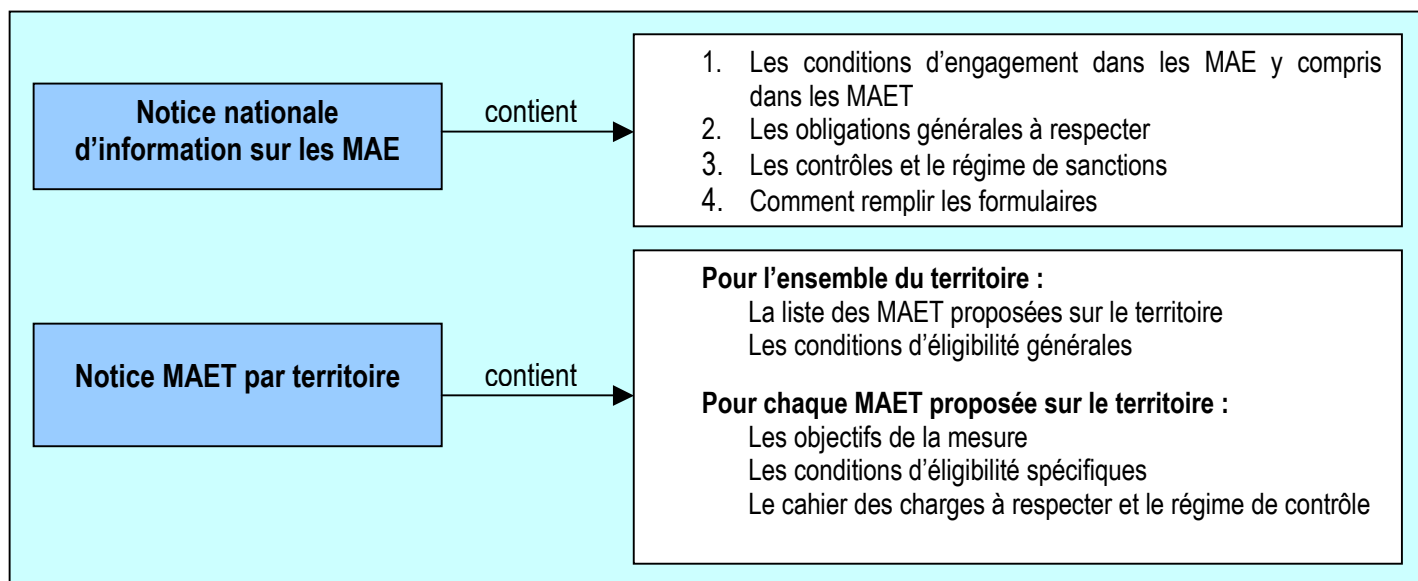 Notice nationale
d’information sur les MAE
contient
1. Les conditions d’engagement dans les MAE y compris
dans les MAET
2. Les obligations générales à respecter
3. Les contrôles et le régime de sanctions
4. Comment remplir les formulaires
Notice MAET par territoire
contient
Pour l’ensemble du territoire :
La liste des MAET proposées sur le territoire
Les conditions d’éligibilité générales
Pour chaque MAET proposée sur le territoire :
Les objectifs de la mesure
Les conditions d’éligibilité spécifiques
Le cahier des charges à respecter et le régime de contrôle